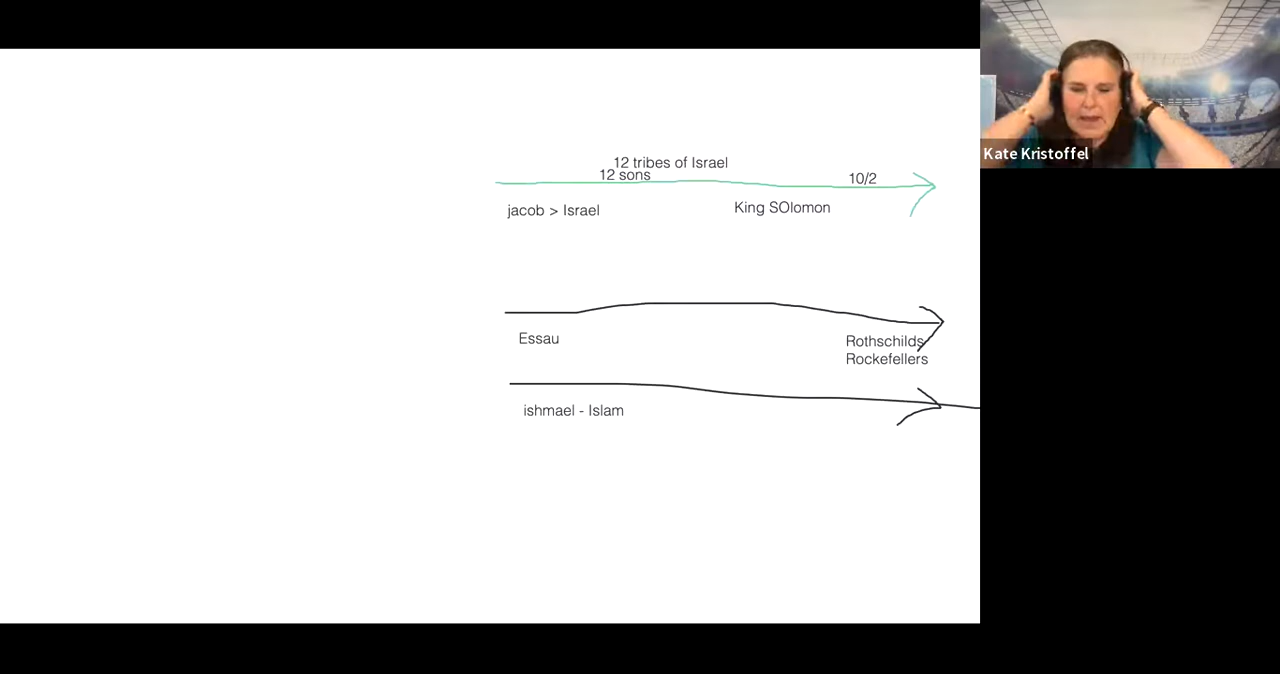 12 tribes of Israel
12 sons
10/2
jacob > Israel
King SOlomon
Essau
Rothschilds
Rockefellers
ishmael - Islam
Kate Kristoffel